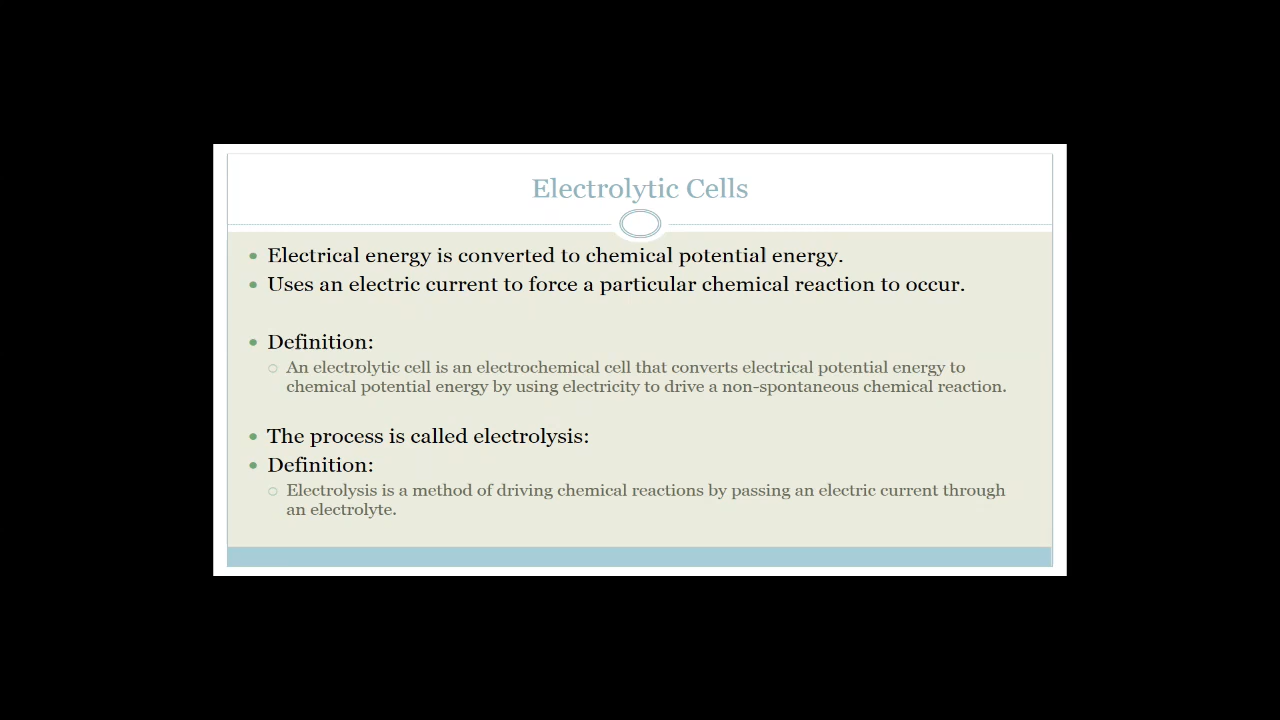 Electrolytic Cells
Electrical energy is converted to chemical potential energy.
Uses an electric current to force a particular chemical reaction to occur.
Definition:
An electrolytic cell is an electrochemical cell that converts electrical potential energy to
chemical potential energy by using electricity to drive a non-spontaneous chemical reaction.
The process is called electrolysis:
Definition:
Electrolysis is a method of driving chemical reactions by passing an electric current through
an electrolyte.